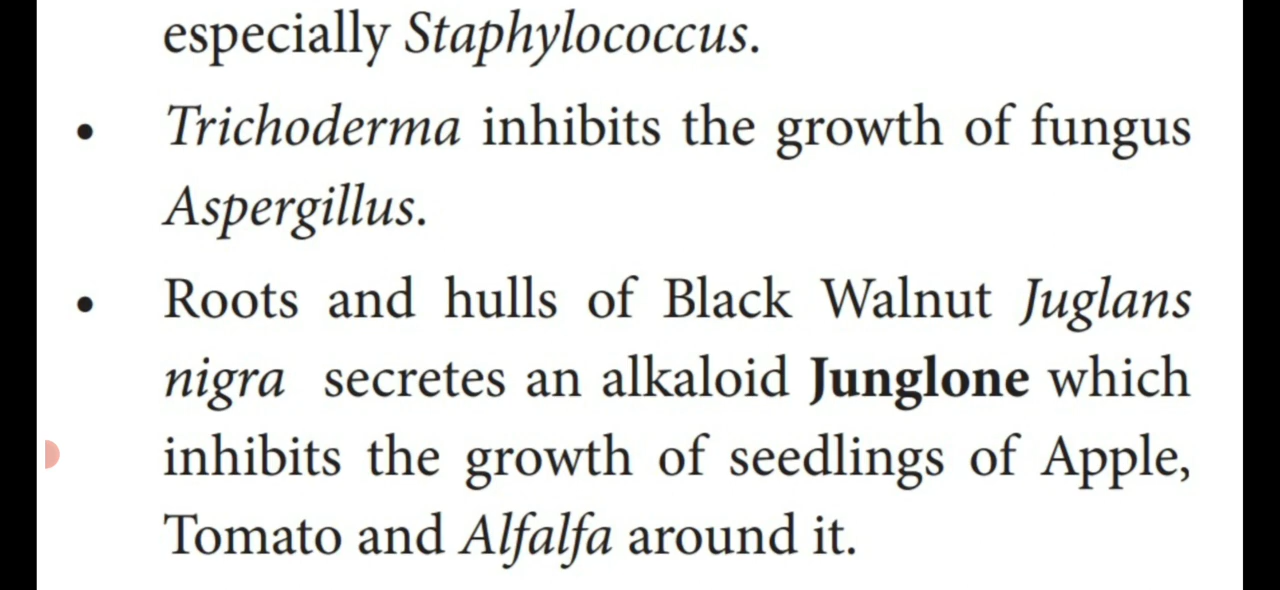 especially Staphylococcus.
• Trichoderma inhibits the growth of fungus
Aspergillus.
• Roots and hulls of Black Walnut Juglans
nigra secretes an alkaloid Junglone which
inhibits the growth of seedlings of Apple,
Tomato and Alfalfa around it.